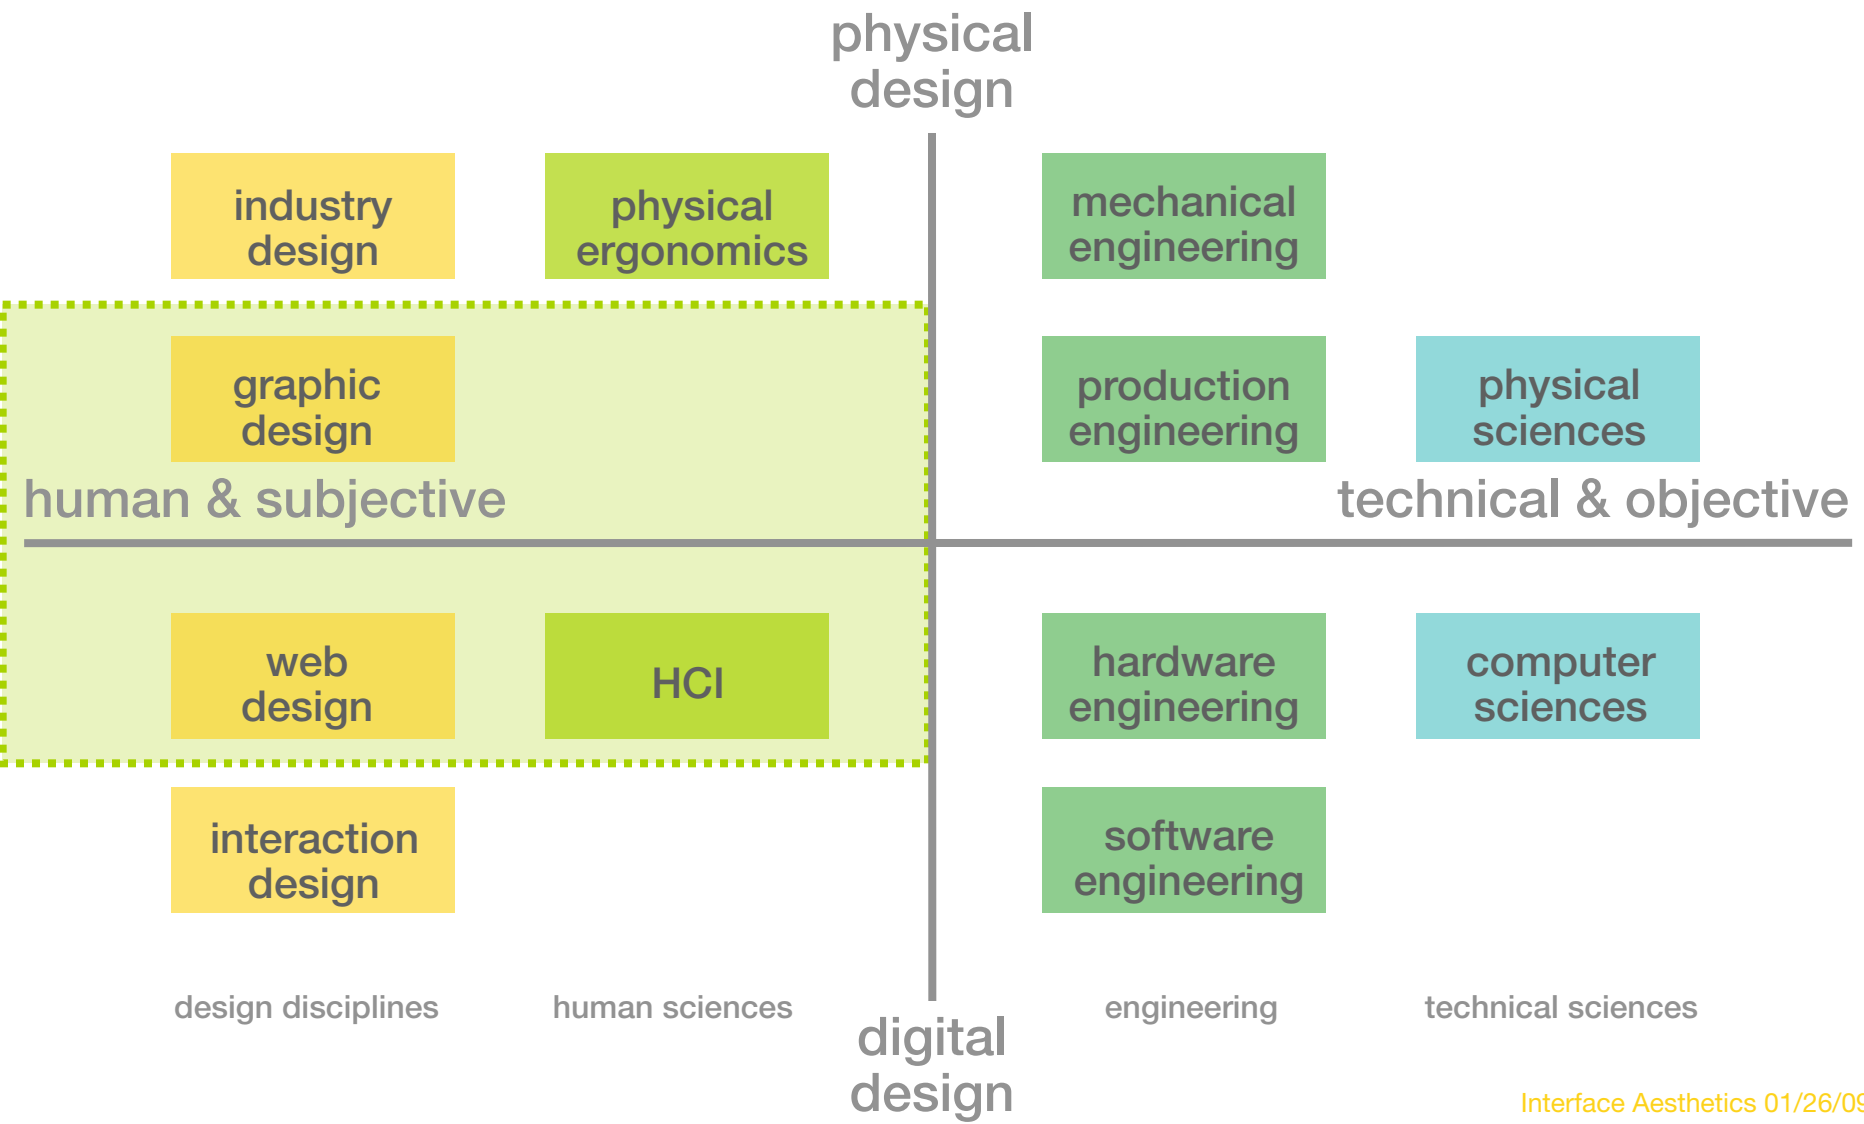 physical
design
industry
design
physical
ergonomics
mechanical
engineering
graphic
design
production
engineering
physical
sciences
human & subjective
technical & objective
web
design
HCI
hardware
engineering
computer
sciences
interaction
design
software
engineering
design disciplines
human sciences
engineering
technical sciences
digital
design
Interface Aesthetics 01/26/09